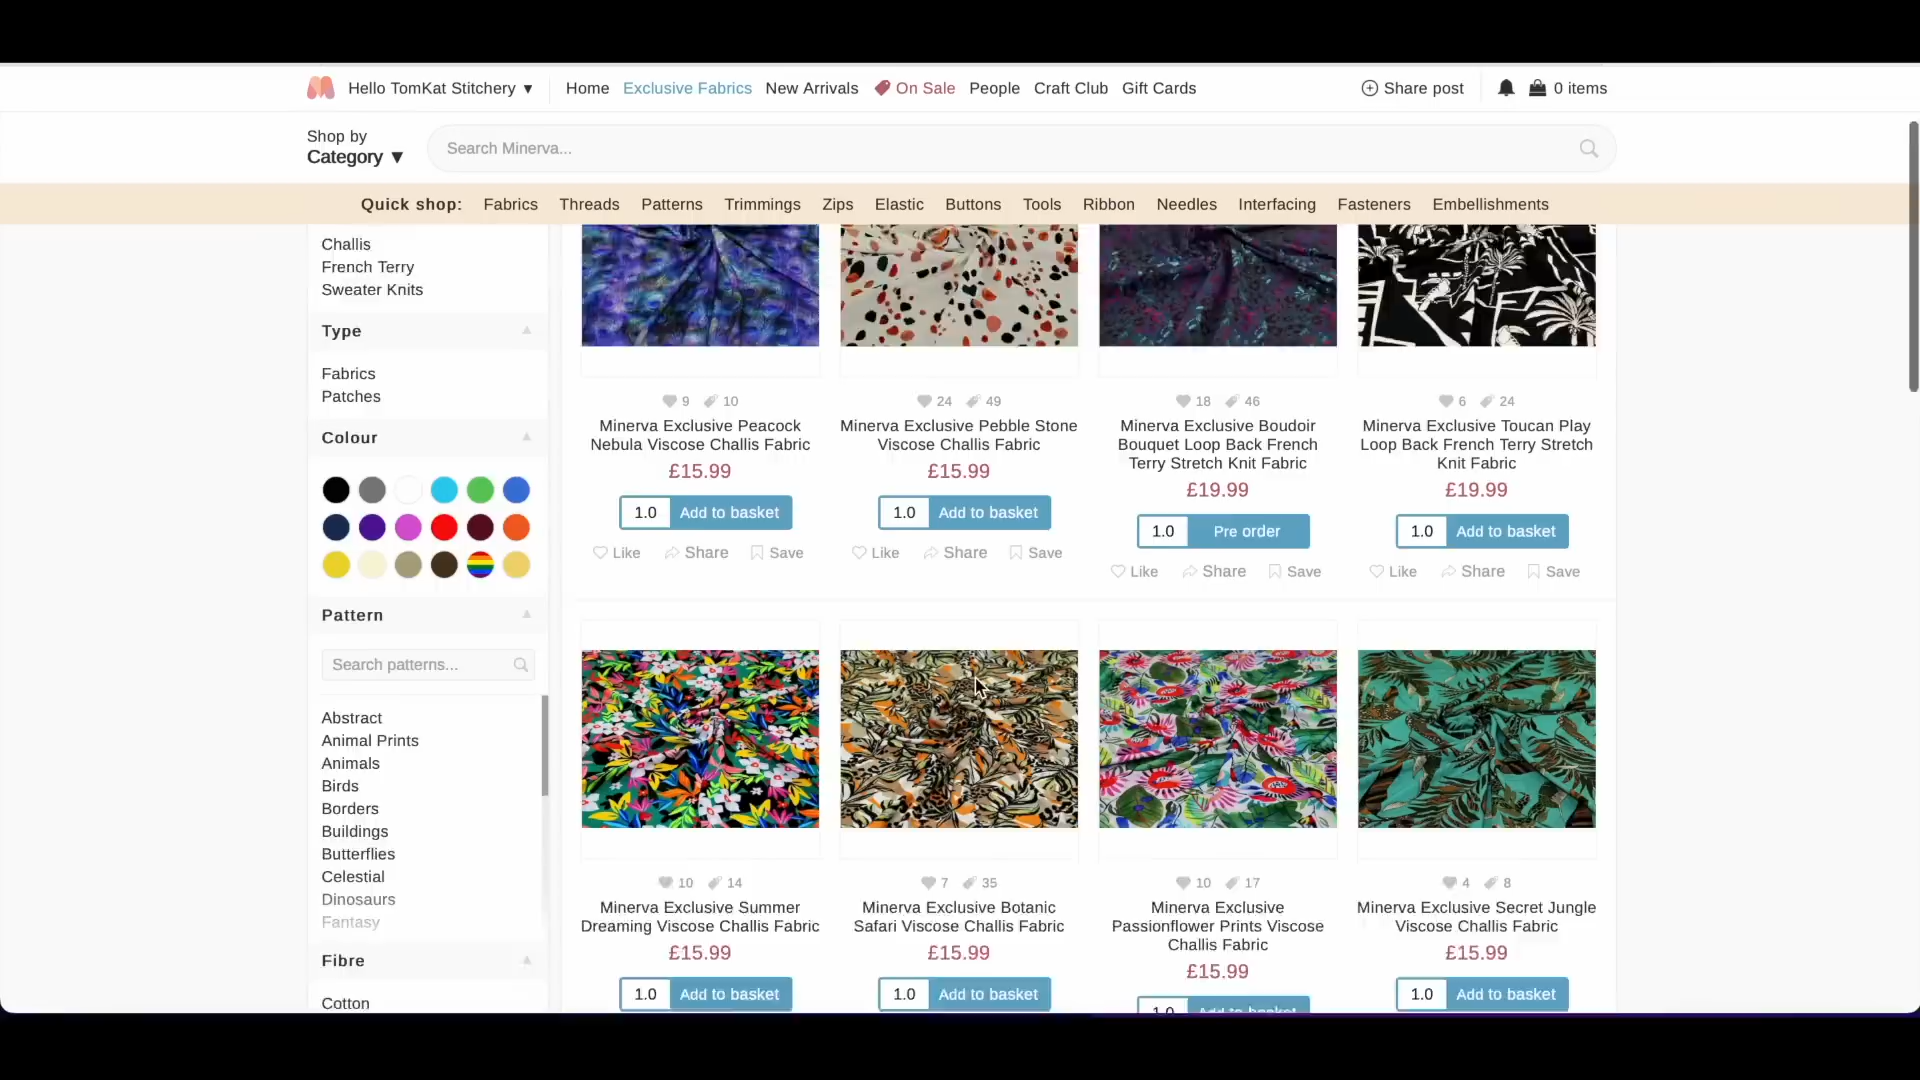 Hello TomKat Stitchery ▼ Home Exclusive Fabrics New Arrivals On Sale People Craft Club Gift Cards Share post 0 items
Shop by
Category ▼
Search Minerva...
Quick shop: Fabrics Threads Patterns Trimmings Zips Elastic Buttons Tools Ribbon Needles Interfacing Fasteners Embellishments
Challis
French Terry
Sweater Knits
Type
Fabrics
Patches
Colour
Pattern
Search patterns...
Abstract
Animal Prints
Animals
Birds
Borders
Buildings
Butterflies
Celestial
Dinosaurs
Fantasy
Fibre
Cotton
9 10
Minerva Exclusive Peacock
Nebula Viscose Challis Fabric
£15.99
1.0 Add to basket
Like Share Save
24 49
Minerva Exclusive Pebble Stone
Viscose Challis Fabric
£15.99
1.0 Add to basket
Like Share Save
18 46
Minerva Exclusive Boudoir
Bouquet Loop Back French
Terry Stretch Knit Fabric
£19.99
1.0 Pre order
Like Share Save
6 24
Minerva Exclusive Toucan Play
Loop Back French Terry Stretch
Knit Fabric
£19.99
1.0 Add to basket
Like Share Save
10 14
Minerva Exclusive Summer
Dreaming Viscose Challis Fabric
£15.99
1.0 Add to basket
7 35
Minerva Exclusive Botanic
Safari Viscose Challis Fabric
£15.99
1.0 Add to basket
10 17
Minerva Exclusive
Passionflower Prints Viscose
Challis Fabric
£15.99
1.0 Add to basket
4 8
Minerva Exclusive Secret Jungle
Viscose Challis Fabric
£15.99
1.0 Add to basket